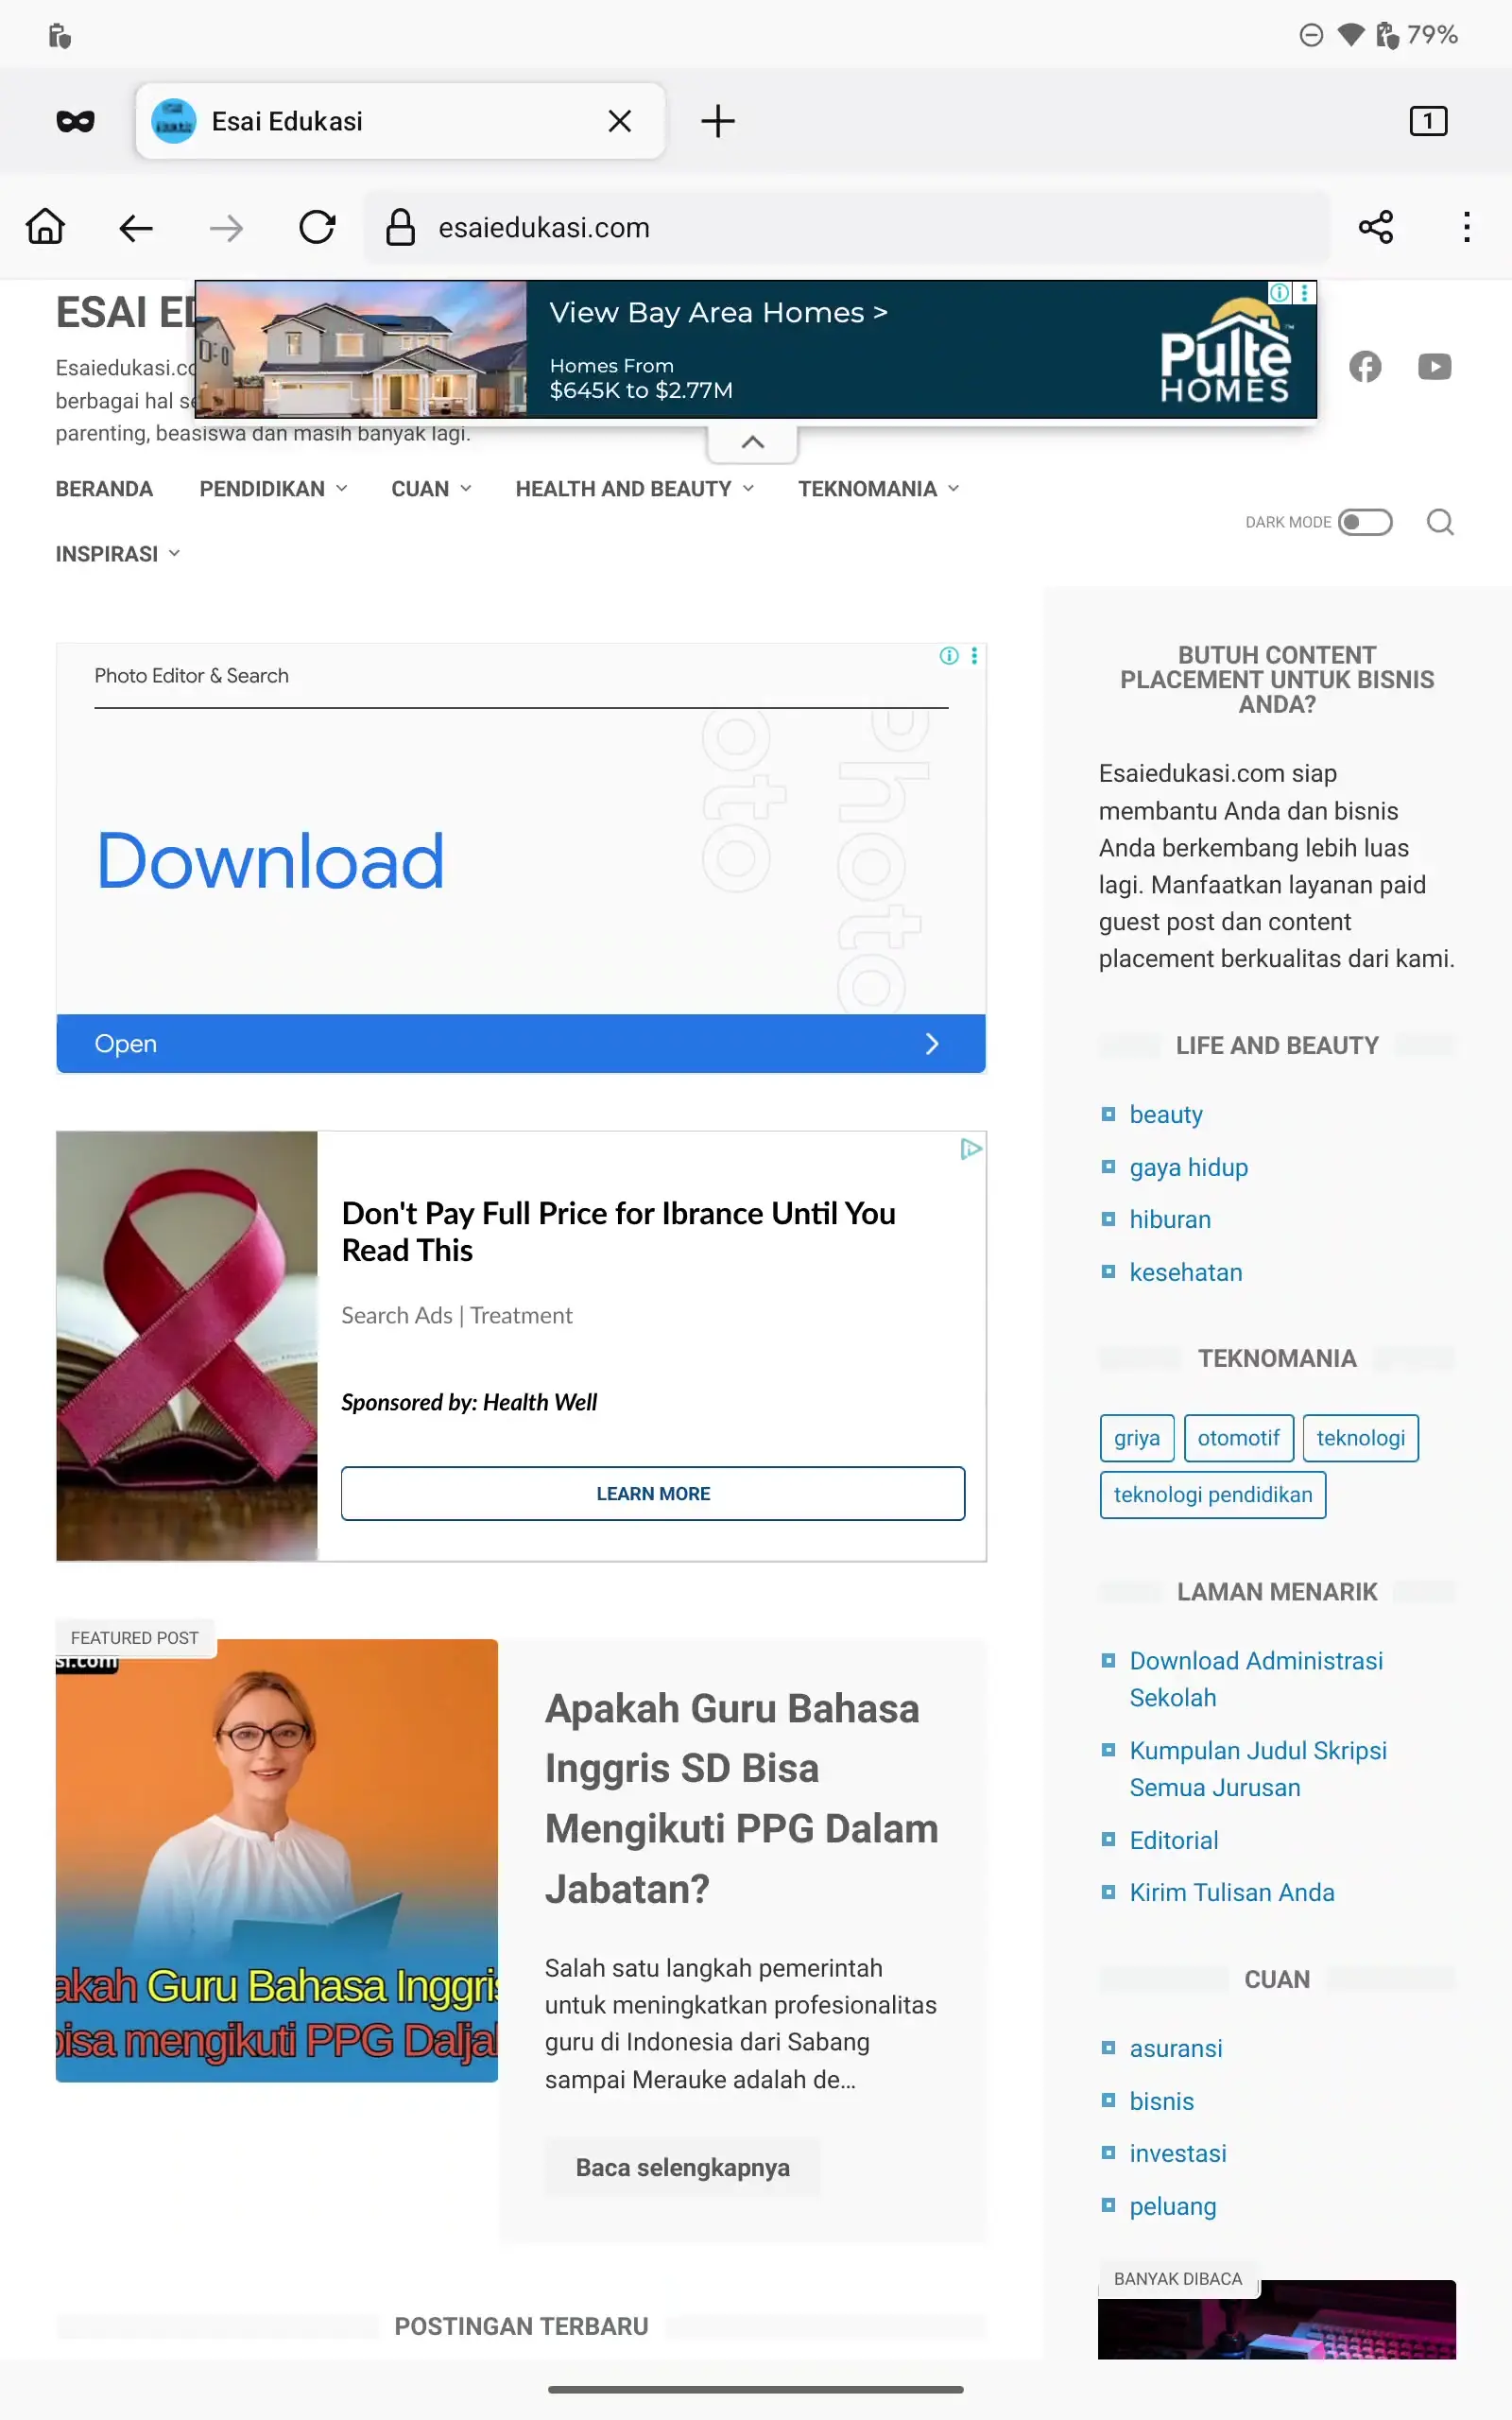 79%
Esai Edukasi
1
esaiedukasi.com
ESAI
View Bay Area Homes >
Homes From
$645K to $2.77M
Pulte
HOMES
berbagai hal
parenting, beasiswa dan masih banyak lagi.
BERANDA
PENDIDIKAN
CUAN
HEALTH AND BEAUTY
TEKNOMANIA
INSPIRASI
DARK MODE
Photo Editor & Search
Photo
Download
Open
Don't Pay Full Price for Ibrance Until You
Read This
Search Ads | Treatment
Sponsored by: Health Well
LEARN MORE
FEATURED POST
si.com
Guru Bahasa Inggris
bisa mengikuti PPG
Apakah Guru Bahasa
Inggris SD Bisa
Mengikuti PPG Dalam
Jabatan?
Salah satu langkah pemerintah
untuk meningkatkan profesionalitas
guru di Indonesia dari Sabang
sampai Merauke adalah de...
Baca selengkapnya
POSTINGAN TERBARU
BUTUH CONTENT
PLACEMENT UNTUK BISNIS
ANDA?
Esaiedukasi.com siap
membantu Anda dan bisnis
Anda berkembang lebih luas
lagi. Manfaatkan layanan paid
guest post dan content
placement berkualitas dari kami.
LIFE AND BEAUTY
beauty
gaya hidup
hiburan
kesehatan
TEKNOMANIA
griya otomotif teknologi
teknologi pendidikan
LAMAN MENARIK
Download Administrasi
Sekolah
Kumpulan Judul Skripsi
Semua Jurusan
Editorial
Kirim Tulisan Anda
CUAN
asuransi
bisnis
investasi
peluang
BANYAK DIBACA